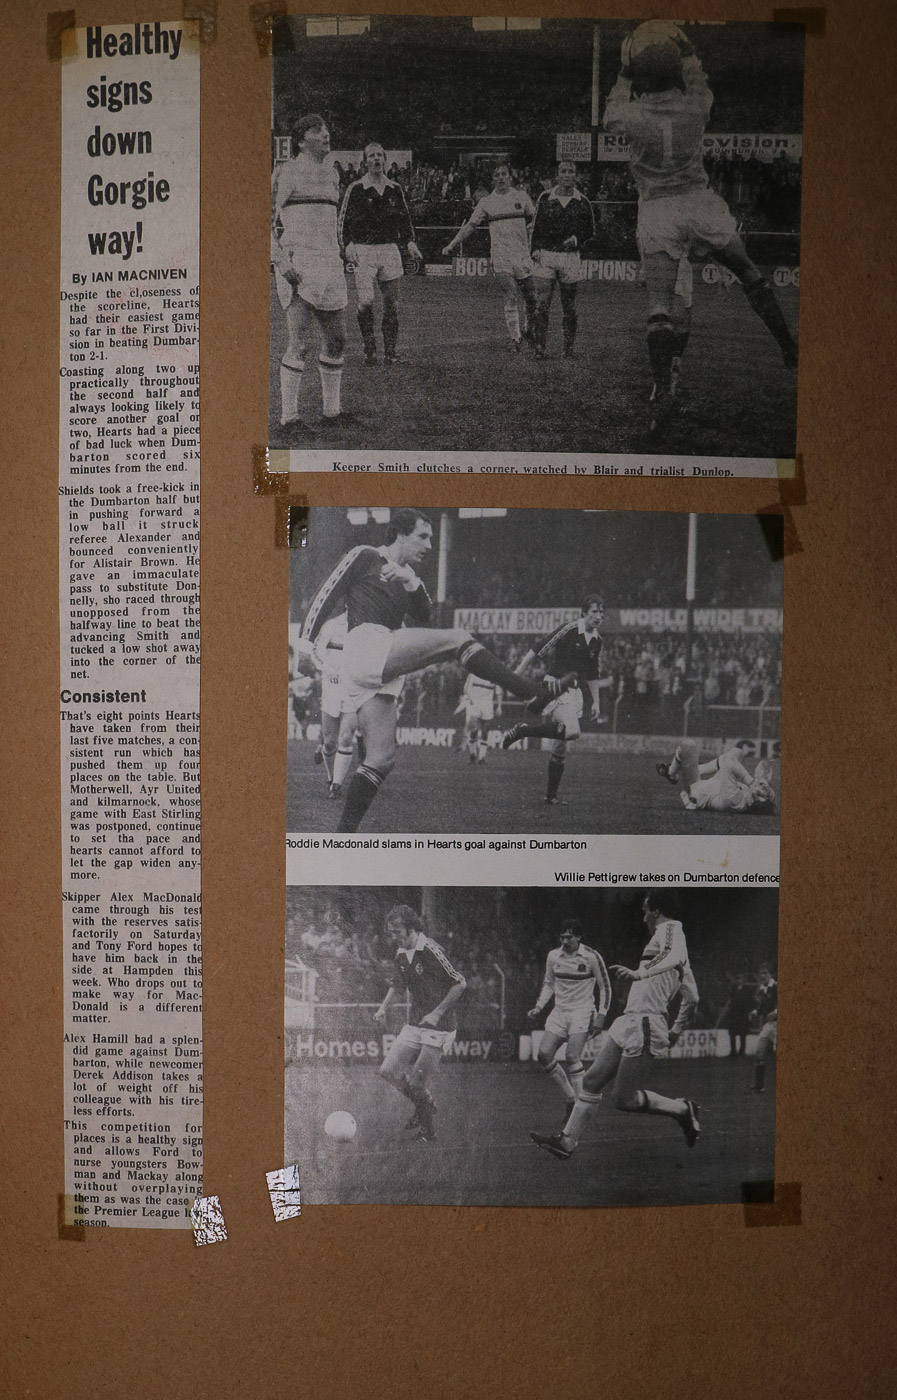 Healthy
signs
down
Gorgie
way!
By IAN MACNIVEN
Despite the cl,oseness of
the scoreline, Hearts
had their easiest game
so far in the First Divi-
sion in beating Dumbar-
ton 2-1.
Coasting along two up
practically throughout
the second half and
always looking likely to
score another goal or
two, Hearts had a piece
of bad luck when Dum-
barton scored six
minutes from the end.
Shields took a free-kick in
the Dumbarton half but
in pushing forward a
low ball it struck
referee Alexander and
bounced conveniently
for Alistair Brown. He
gave an immaculate
pass to substitute Don-
nelly, sho raced through
unopposed from the
halfway line to beat the
advancing Smith and
tucked a low shot away
into the corner of the
net.
Consistent
That's eight points Hearts
have taken from their
last five matches, a con-
sistent run which has
pushed them up four
places on the table. But
Motherwell, Ayr United
and kilmarnock, whose
game with East Stirling
was postponed, continue
to set tha pace and
hearts cannot afford to
let the gap widen any-
more.
Skipper Alex MacDonald
came through his test
with the reserves satis-
factorily on Saturday
and Tony Ford hopes to
have him back in the
side at Hampden this
week. Who drops out to
make way for Mac-
Donald is a different
matter.
Alex Hamill had a splen-
did game against Dum-
barton, while newcomer
Derek Addison takes a
lot of weight off his
colleague with his tire-
less efforts.
This competition for
places is a healthy sign
and allows Ford to
nurse youngsters Bow-
man and Mackay along
without overplaying
them as was the case
the Premier League
season.
RU evision.
BOC MPIONS TS
1
Keeper Smith clutches a corner, watched by Blair and trialist Dunlop.
MACKAY BROTHER WORLD WIDE TRA
UNIPART
Roddie Macdonald slams in Hearts goal against Dumbarton
Willie Pettigrew takes on Dumbarton defence
Homes B way
GOON